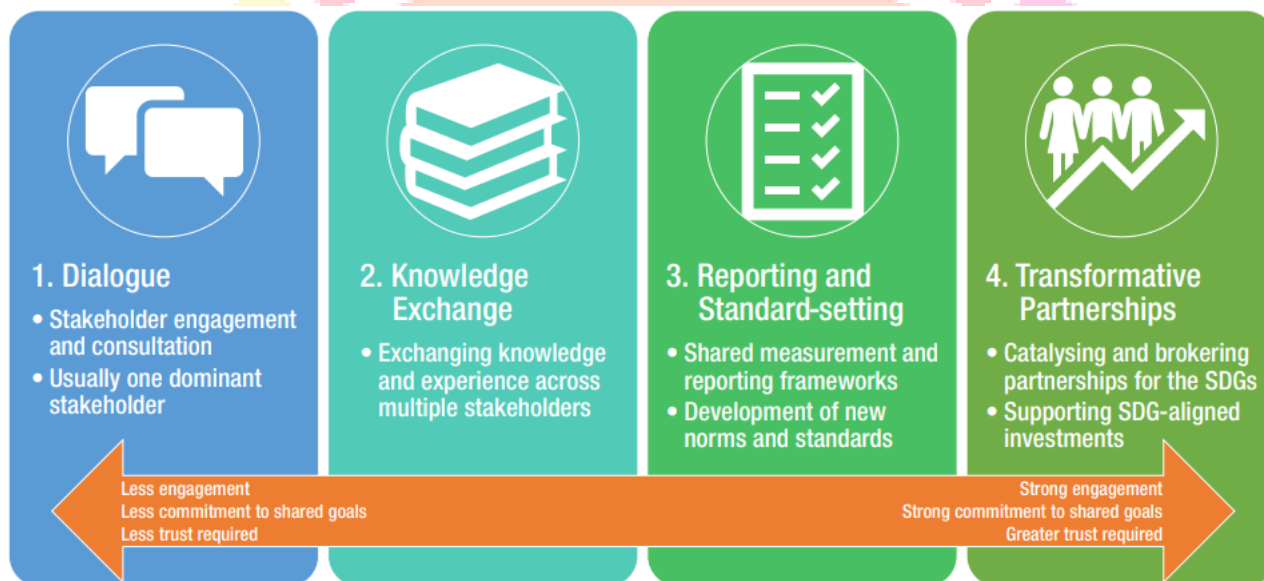 1. Dialogue
• Stakeholder engagement
and consultation
• Usually one dominant
stakeholder
2. Knowledge
Exchange
• Exchanging knowledge
and experience across
multiple stakeholders
3. Reporting and
Standard-setting
• Shared measurement and
reporting frameworks
• Development of new
norms and standards
4. Transformative
Partnerships
• Catalysing and brokering
partnerships for the SDGs
• Supporting SDG-aligned
investments
Less engagement
Less commitment to shared goals
Less trust required
Strong engagement
Strong commitment to shared goals
Greater trust required